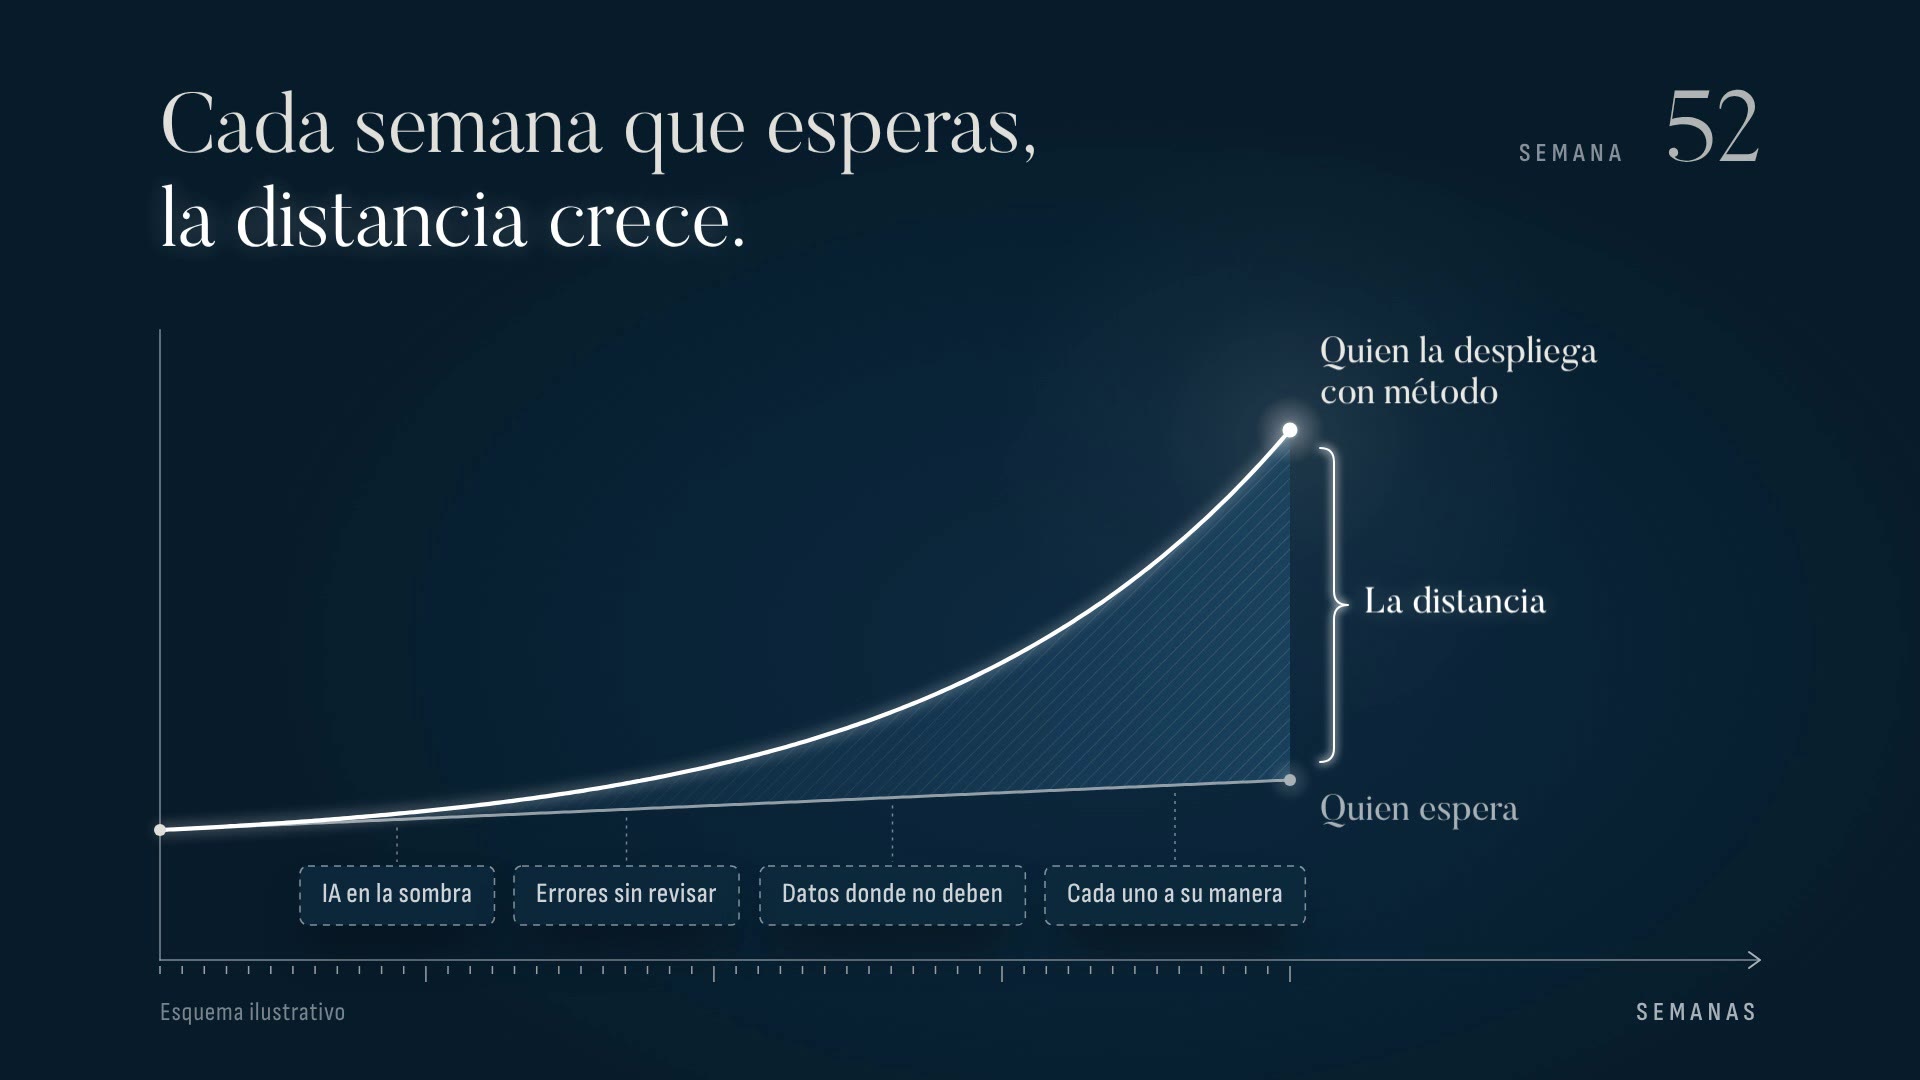 Cada semana que esperas,
la distancia crece.
SEMANA 52
Quien la despliega
con método
La distancia
Quien espera
IA en la sombra
Errores sin revisar
Datos donde no deben
Cada uno a su manera
Esquema ilustrativo
SEMANAS